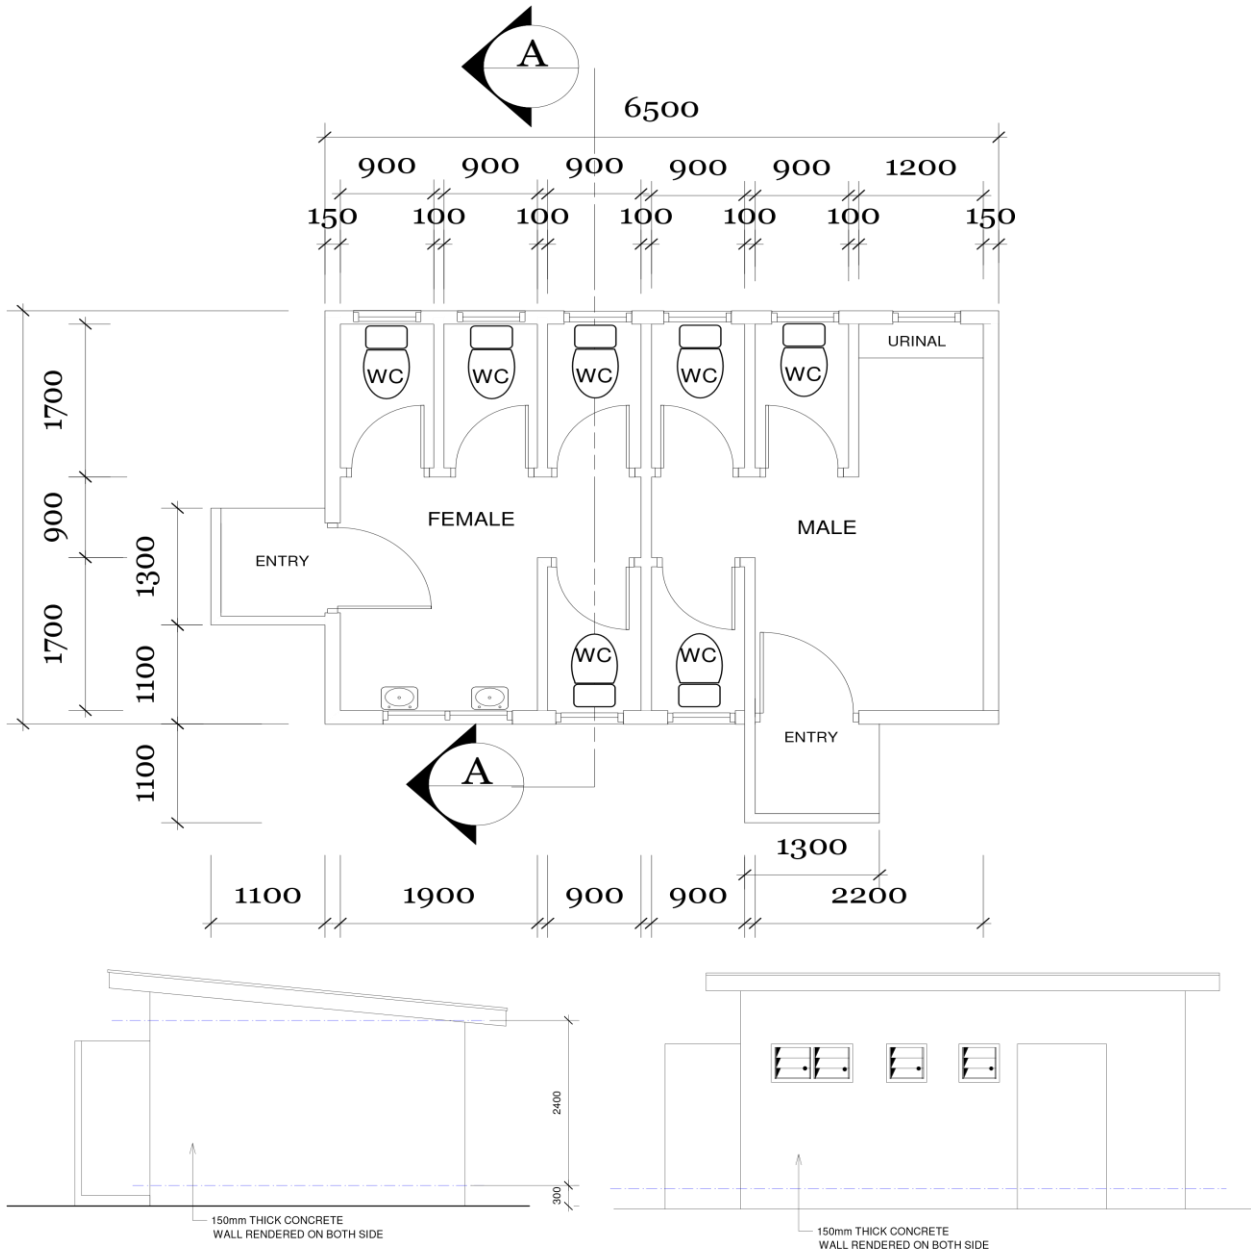 A
6500
900 900 900 900 900 1200
150 100 100 100 100 100 150
URINAL
WC WC WC WC WC
1700
900
1700
1300
1100
1100
FEMALE
MALE
ENTRY
WC WC
ENTRY
A
1300
1100 1900 900 900 2200
2400
300
150mm THICK CONCRETE
WALL RENDERED ON BOTH SIDE
150mm THICK CONCRETE
WALL RENDERED ON BOTH SIDE